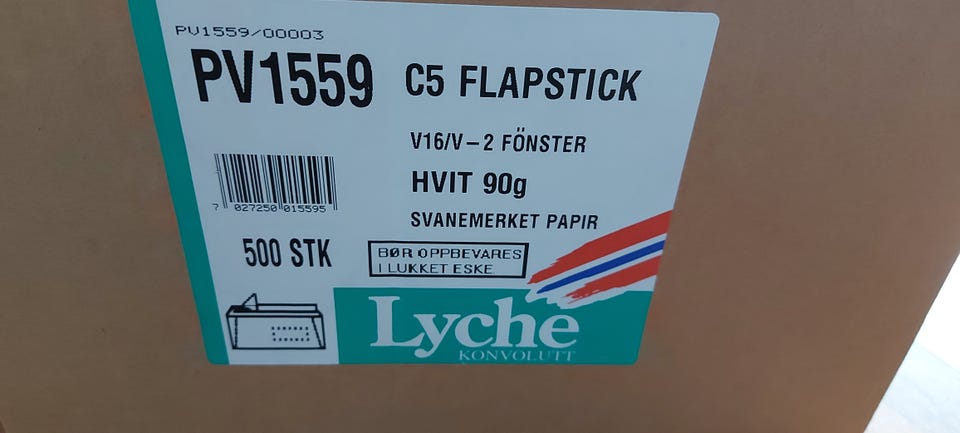 PV1559/00003
PV1559 C5 FLAPSTICK
V16/V-2 FÖNSTER
HVIT 90g
SVANEMERKET PAPIR
7 027250 015595
500 STK
BØR OPPBEVARES
I LUKKET ESKE.
Lyche
KONVOLUTT